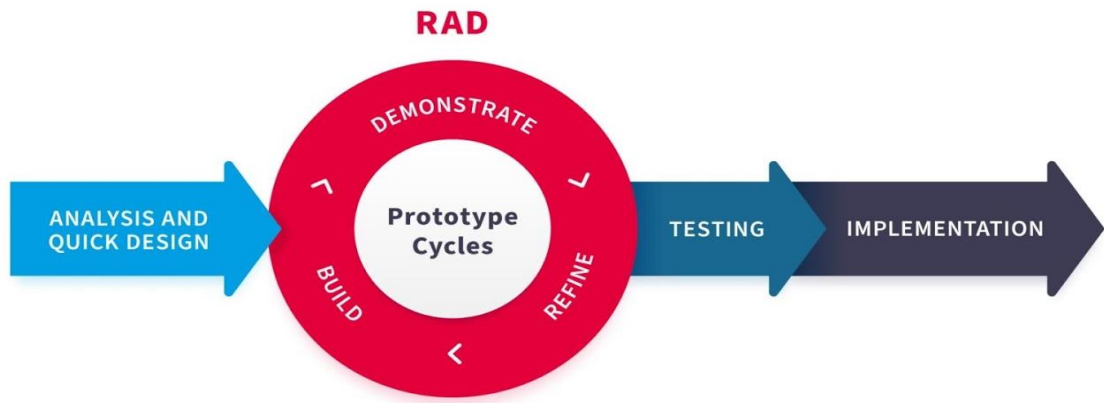 RAD
ANALYSIS AND
QUICK DESIGN
DEMONSTRATE
REFINE
BUILD
Prototype
Cycles
TESTING
IMPLEMENTATION